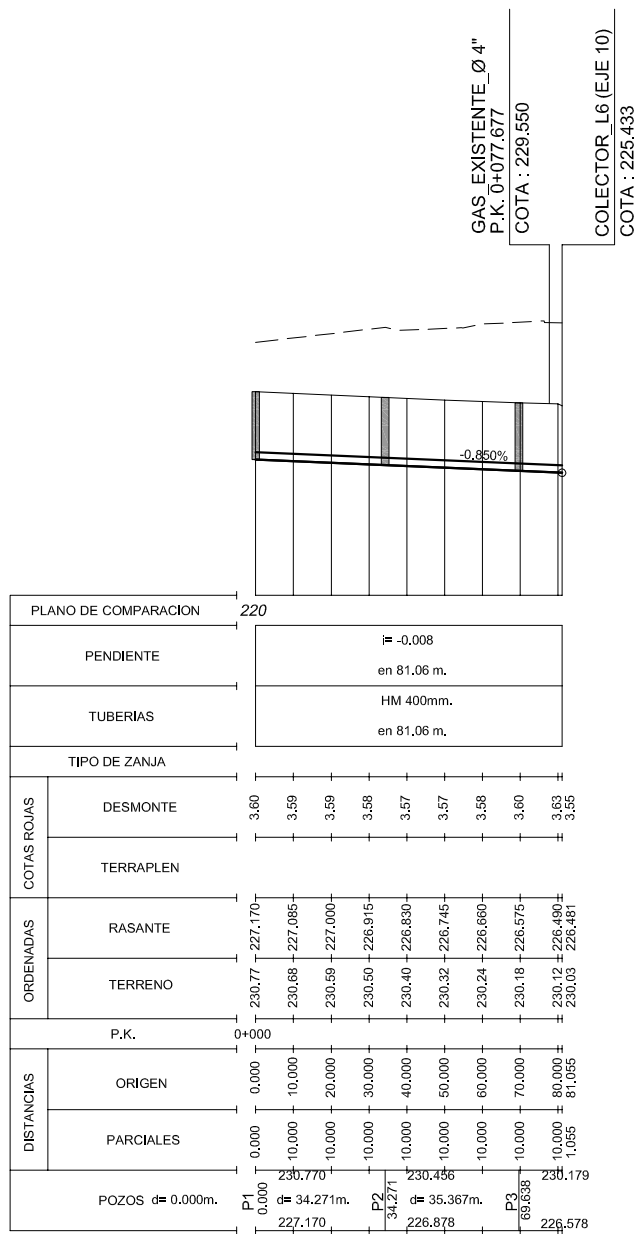 GAS_EXISTENTE_Ø 4"
P.K. 0+077.677
COTA : 229.550
COLECTOR_L6 (EJE 10)
COTA : 225.433
-0.850%
PLANO DE COMPARACION 220
PENDIENTE
i= -0.008
en 81.06 m.
TUBERIAS
HM 400mm.
en 81.06 m.
TIPO DE ZANJA
COTAS ROJAS
DESMONTE 3.60 3.59 3.59 3.58 3.57 3.57 3.58 3.60 3.63 3.55
TERRAPLEN
ORDENADAS
RASANTE 227.170 227.085 227.000 226.915 226.830 226.745 226.660 226.575 226.490 226.481
TERRENO 230.77 230.68 230.59 230.50 230.40 230.32 230.24 230.18 230.12 230.03
P.K. 0+000
DISTANCIAS
ORIGEN 0.000 10.000 20.000 30.000 40.000 50.000 60.000 70.000 80.000 81.055
PARCIALES 0.000 10.000 10.000 10.000 10.000 10.000 10.000 10.000 10.000 1.055
230.770 230.456 230.179
POZOS d= 0.000m. P1 0.000 d= 34.271m. P2 34.271 d= 35.367m. P3 69.638
227.170 226.878 226.578